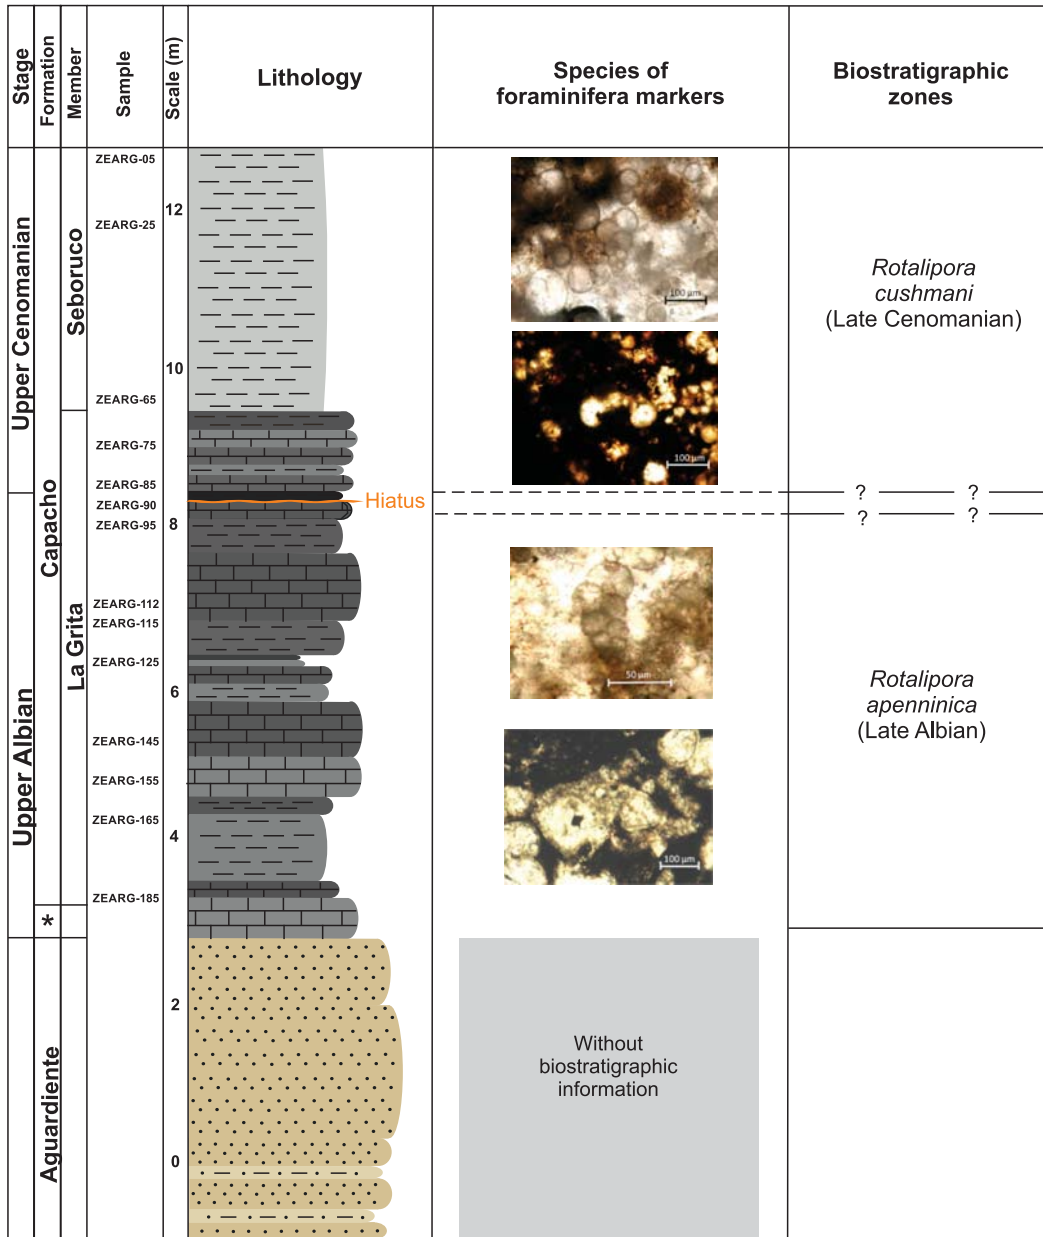 Stage
Formation
Member
Sample
Scale (m)
Lithology
Species of
foraminifera markers
Biostratigraphic
zones
Upper Cenomanian
Upper Albian
Capacho
*
Aguardiente
Seboruco
La Grita
ZEARG-05
ZEARG-25
ZEARG-65
ZEARG-75
ZEARG-85
ZEARG-90
ZEARG-95
ZEARG-112
ZEARG-115
ZEARG-125
ZEARG-145
ZEARG-155
ZEARG-165
ZEARG-185
12
10
8
6
4
2
0
Hiatus
100 µm
100 µm
50 µm
100 µm
Without
biostratigraphic
information
Rotalipora
cushmani
(Late Cenomanian)
? ?
? ?
Rotalipora
apenninica
(Late Albian)